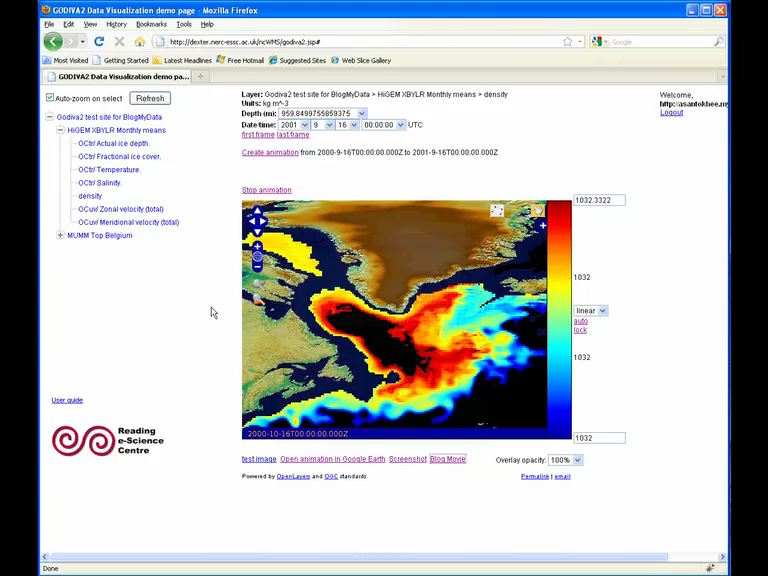 GODIVA2 Data Visualization demo page - Mozilla Firefox
File Edit View History Bookmarks Tools Help
http://dexter.nerc-essc.ac.uk/ncWMS/godiva2.jsp#
Google
Most Visited Getting Started Latest Headlines Free Hotmail Suggested Sites Web Slice Gallery
GODIVA2 Data Visualization demo pa...
Auto-zoom on select Refresh
Godiva2 test site for BlogMyData
HiGEM XBYLR Monthly means
OCtr/ Actual ice depth.
OCtr/ Fractional ice cover.
OCtr/ Temperature.
OCtr/ Salinity.
density
OCuv/ Zonal velocity (total)
OCuv/ Meridional velocity (total)
MUMM Top Belgium
User guide
Reading
e-Science
Centre
Layer: Godiva2 test site for BlogMyData > HiGEM XBYLR Monthly means > density
Units: kg m^3
Depth (m): 959.8499755859375
Date/time: 2001 9 16 00:00:00 UTC
first frame last frame
Create animation from 2000-9-16T00:00:00.000Z to 2001-9-16T00:00:00.000Z
Stop animation
Welcome,
http://asantokhee.my
Logout
1032.3322
1032
linear
auto
lock
1032
1032
2000-10-16T00:00:00.000Z
test image Open animation in Google Earth Screenshot Blog Movie Overlay opacity: 100%
Powered by OpenLayers and OGC standards Permalink | email
Done